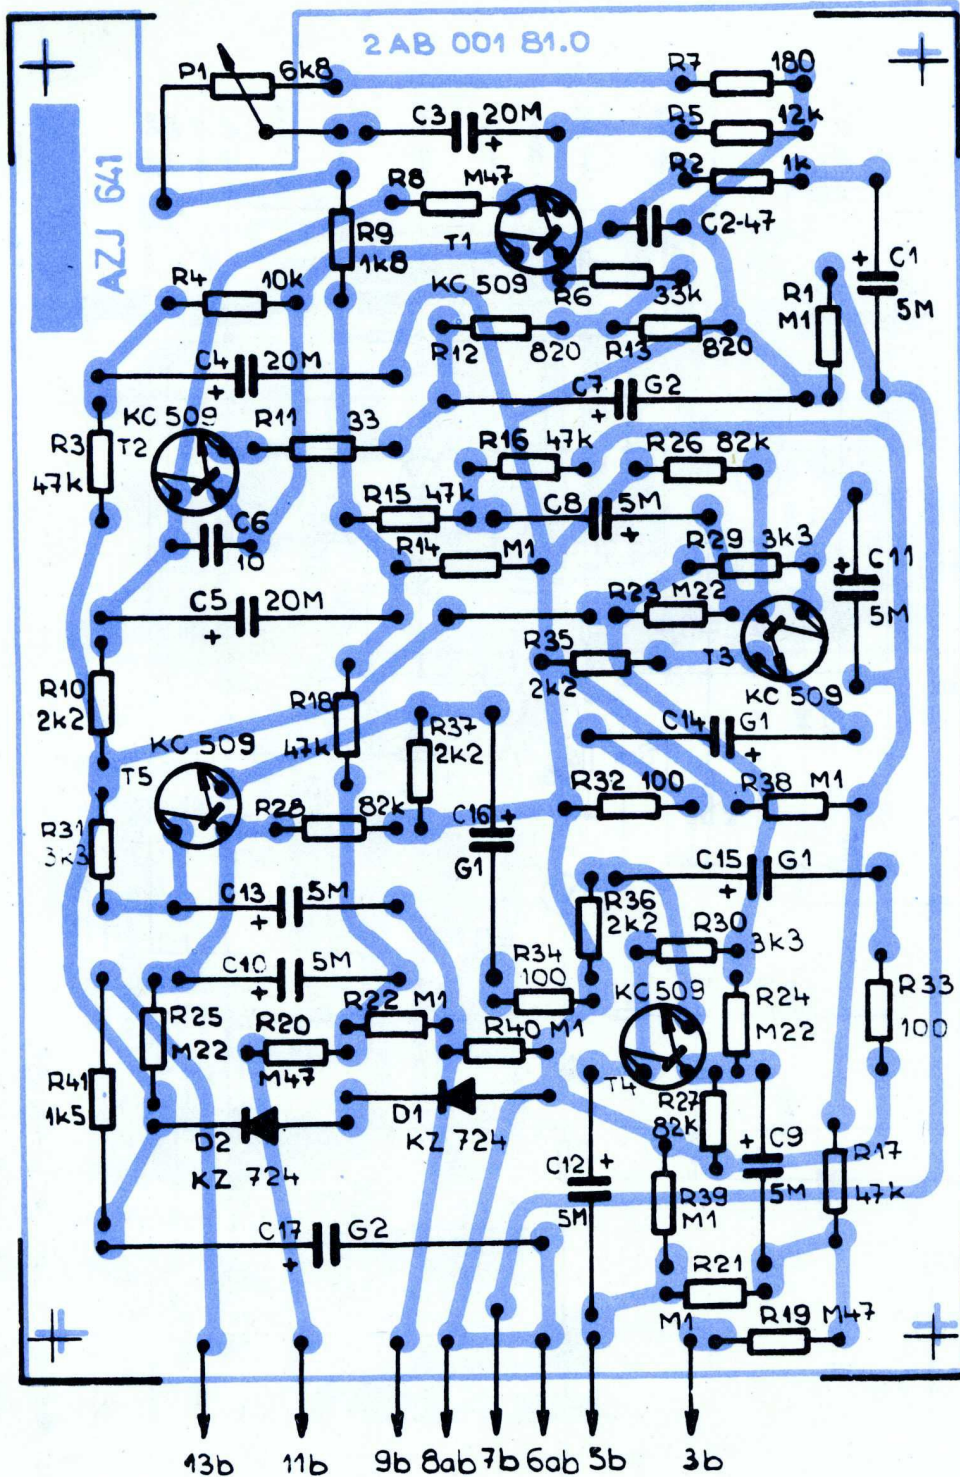 2AB 001 81.0
P1 6k8
R7 180
C3 20M +
R5 12k
AZJ 641
R8 M47
R2 1k
R9 1k8
T1
KC 509
C2-47
C1 + 5M
R4 10k
R6 33k
R1 M1
R12 820
R13 820
C4 20M +
C7 G2 +
KC 509
T2
R11 33
R3 47k
R16 47k
R26 82k
R15 47k
C8 5M +
C6 10
R14 M1
R29 3k3
C11 + 5M
C5 20M +
R23 M22
R35 2k2
T3
KC 509
R10 2k2
R18 47k
R37 2k2
C14 G1 +
KC 509
T5
R28 82k
C16 + G1
R32 100
R38 M1
R31 3k3
C15 G1 +
C13 5M +
R36 2k2
R30 3k3
C10 5M +
R34 100
KC509
R33 100
R25 M22
R22 M1
R20 M47
R40 M1
R24 M22
T4
R41 1k5
D2
KZ 724
D1
KZ 724
R27 82k
C9 + 5M
R17 47k
C12 + 5M
R39 M1
C17 G2 +
R21 M1
R19 M47
13b 11b 9b 8ab 7b 6ab 5b 3b